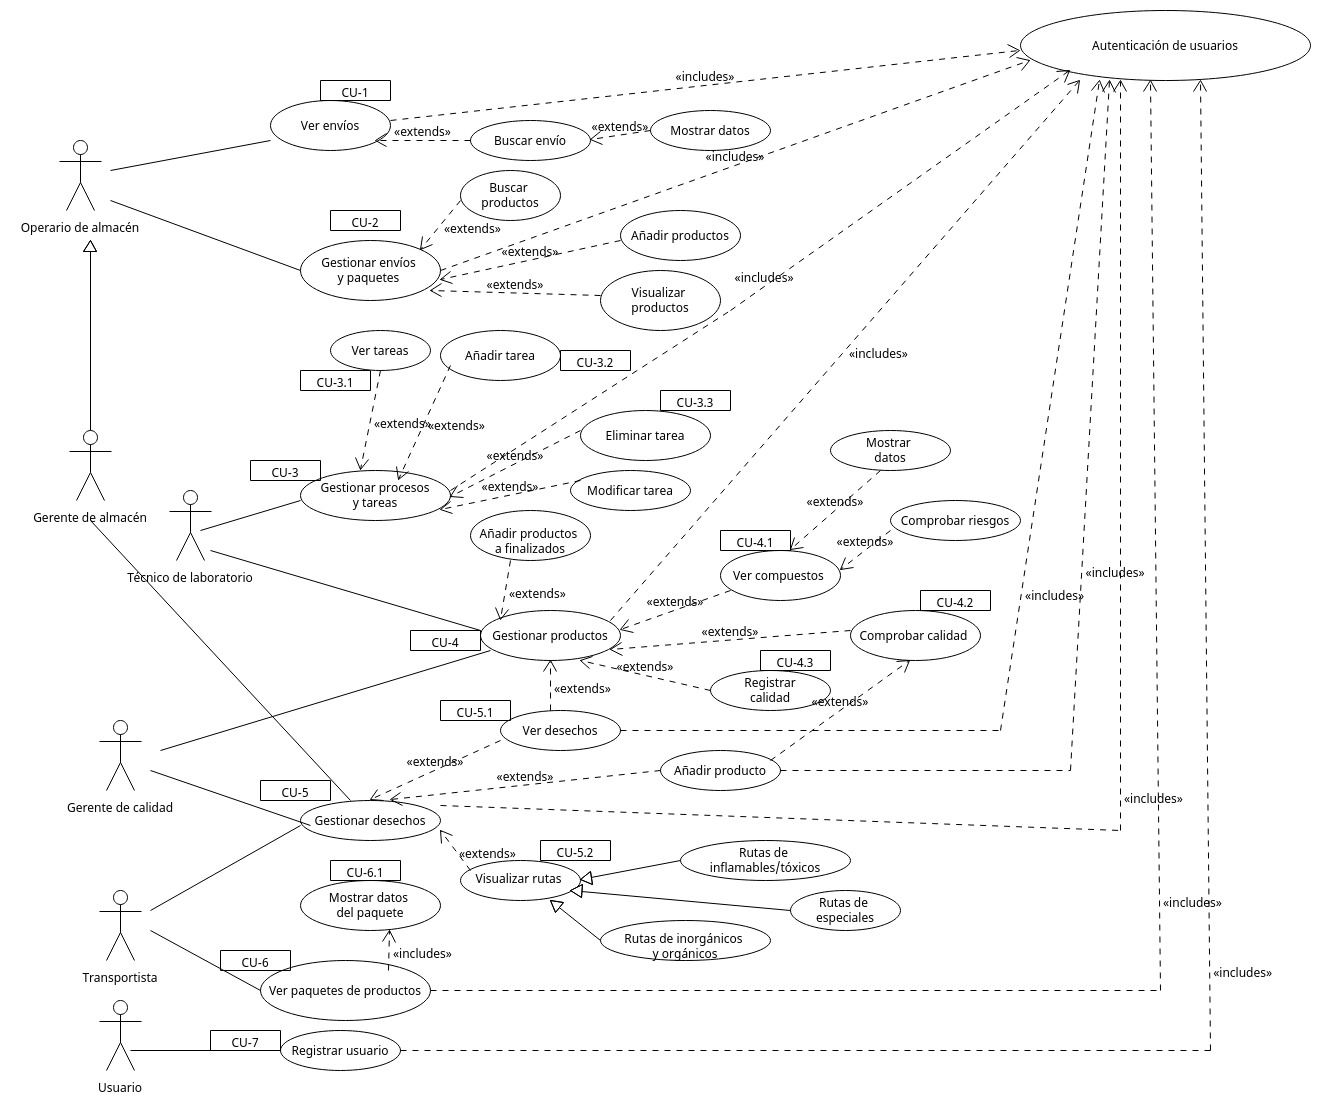 Autenticación de usuarios
«includes»
CU-1
Ver envíos
«extends»
Buscar envío
«extends»
Mostrar datos
«includes»
Operario de almacén
Buscar
productos
CU-2
«extends»
Añadir productos
Gestionar envíos
y paquetes
«extends»
«includes»
«extends»
Visualizar
productos
Ver tareas
Añadir tarea
CU-3.2
«includes»
CU-3.1
CU-3.3
«extends»
«extends»
Eliminar tarea
Mostrar
datos
«extends»
CU-3
Gestionar procesos
y tareas
«extends»
Modificar tarea
«extends»
Gerente de almacén
Añadir productos
a finalizados
Comprobar riesgos
CU-4.1
«extends»
Técnico de laboratorio
Ver compuestos
«includes»
«extends»
«extends»
CU-4.2
«includes»
CU-4
Gestionar productos
«extends»
Comprobar calidad
CU-4.3
«extends»
Registrar
calidad
«extends»
«extends»
CU-5.1
Ver desechos
«extends»
«extends»
Añadir producto
CU-5
«includes»
Gerente de calidad
Gestionar desechos
«extends»
CU-5.2
Rutas de
inflamables/tóxicos
CU-6.1
Visualizar rutas
Mostrar datos
del paquete
Rutas de
especiales
«includes»
Rutas de inorgánicos
y orgánicos
«includes»
CU-6
Transportista
Ver paquetes de productos
«includes»
CU-7
Registrar usuario
Usuario